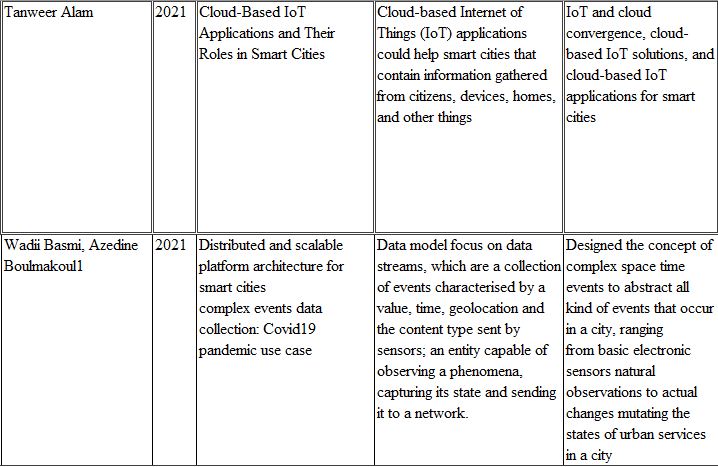 Tanweer Alam
2021
Cloud-Based IoT
Applications and Their
Roles in Smart Cities
Cloud-based Internet of
Things (IoT) applications
could help smart cities that
contain information gathered
from citizens, devices, homes,
and other things
IoT and cloud
convergence, cloud-
based IoT solutions, and
cloud-based IoT
applications for smart
cities
Wadii Basmi, Azedine
Boulmakoul1
2021
Distributed and scalable
platform architecture for
smart cities
complex events data
collection: Covid19
pandemic use case
Data model focus on data
streams, which are a collection
of events characterised by a
value, time, geolocation and
the content type sent by
sensors; an entity capable of
observing a phenomena,
capturing its state and sending
it to a network.
Designed the concept of
complex space time
events to abstract all
kind of events that occur
in a city, ranging
from basic electronic
sensors natural
observations to actual
changes mutating the
states of urban services
in a city